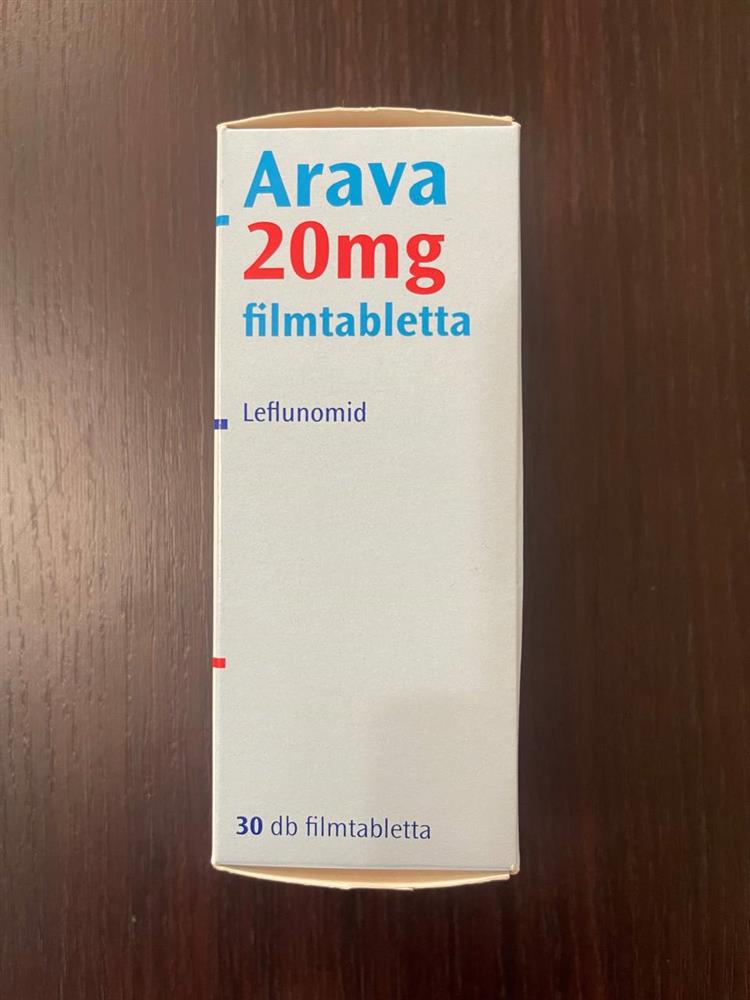 Arava
20mg
filmtabletta
Leflunomid
30 db filmtabletta